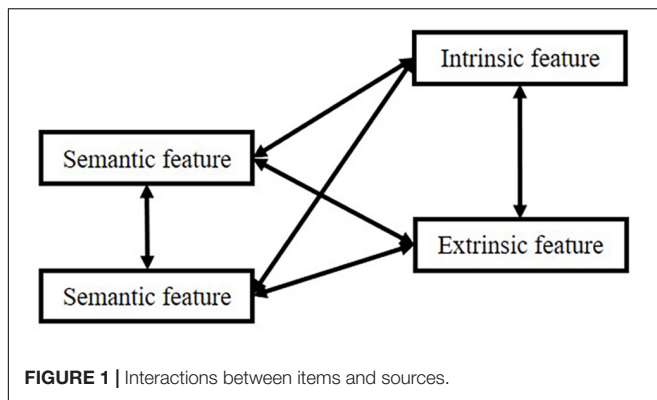 Intrinsic feature
Semantic feature
Extrinsic feature
Semantic feature
FIGURE 1 | Interactions between items and sources.